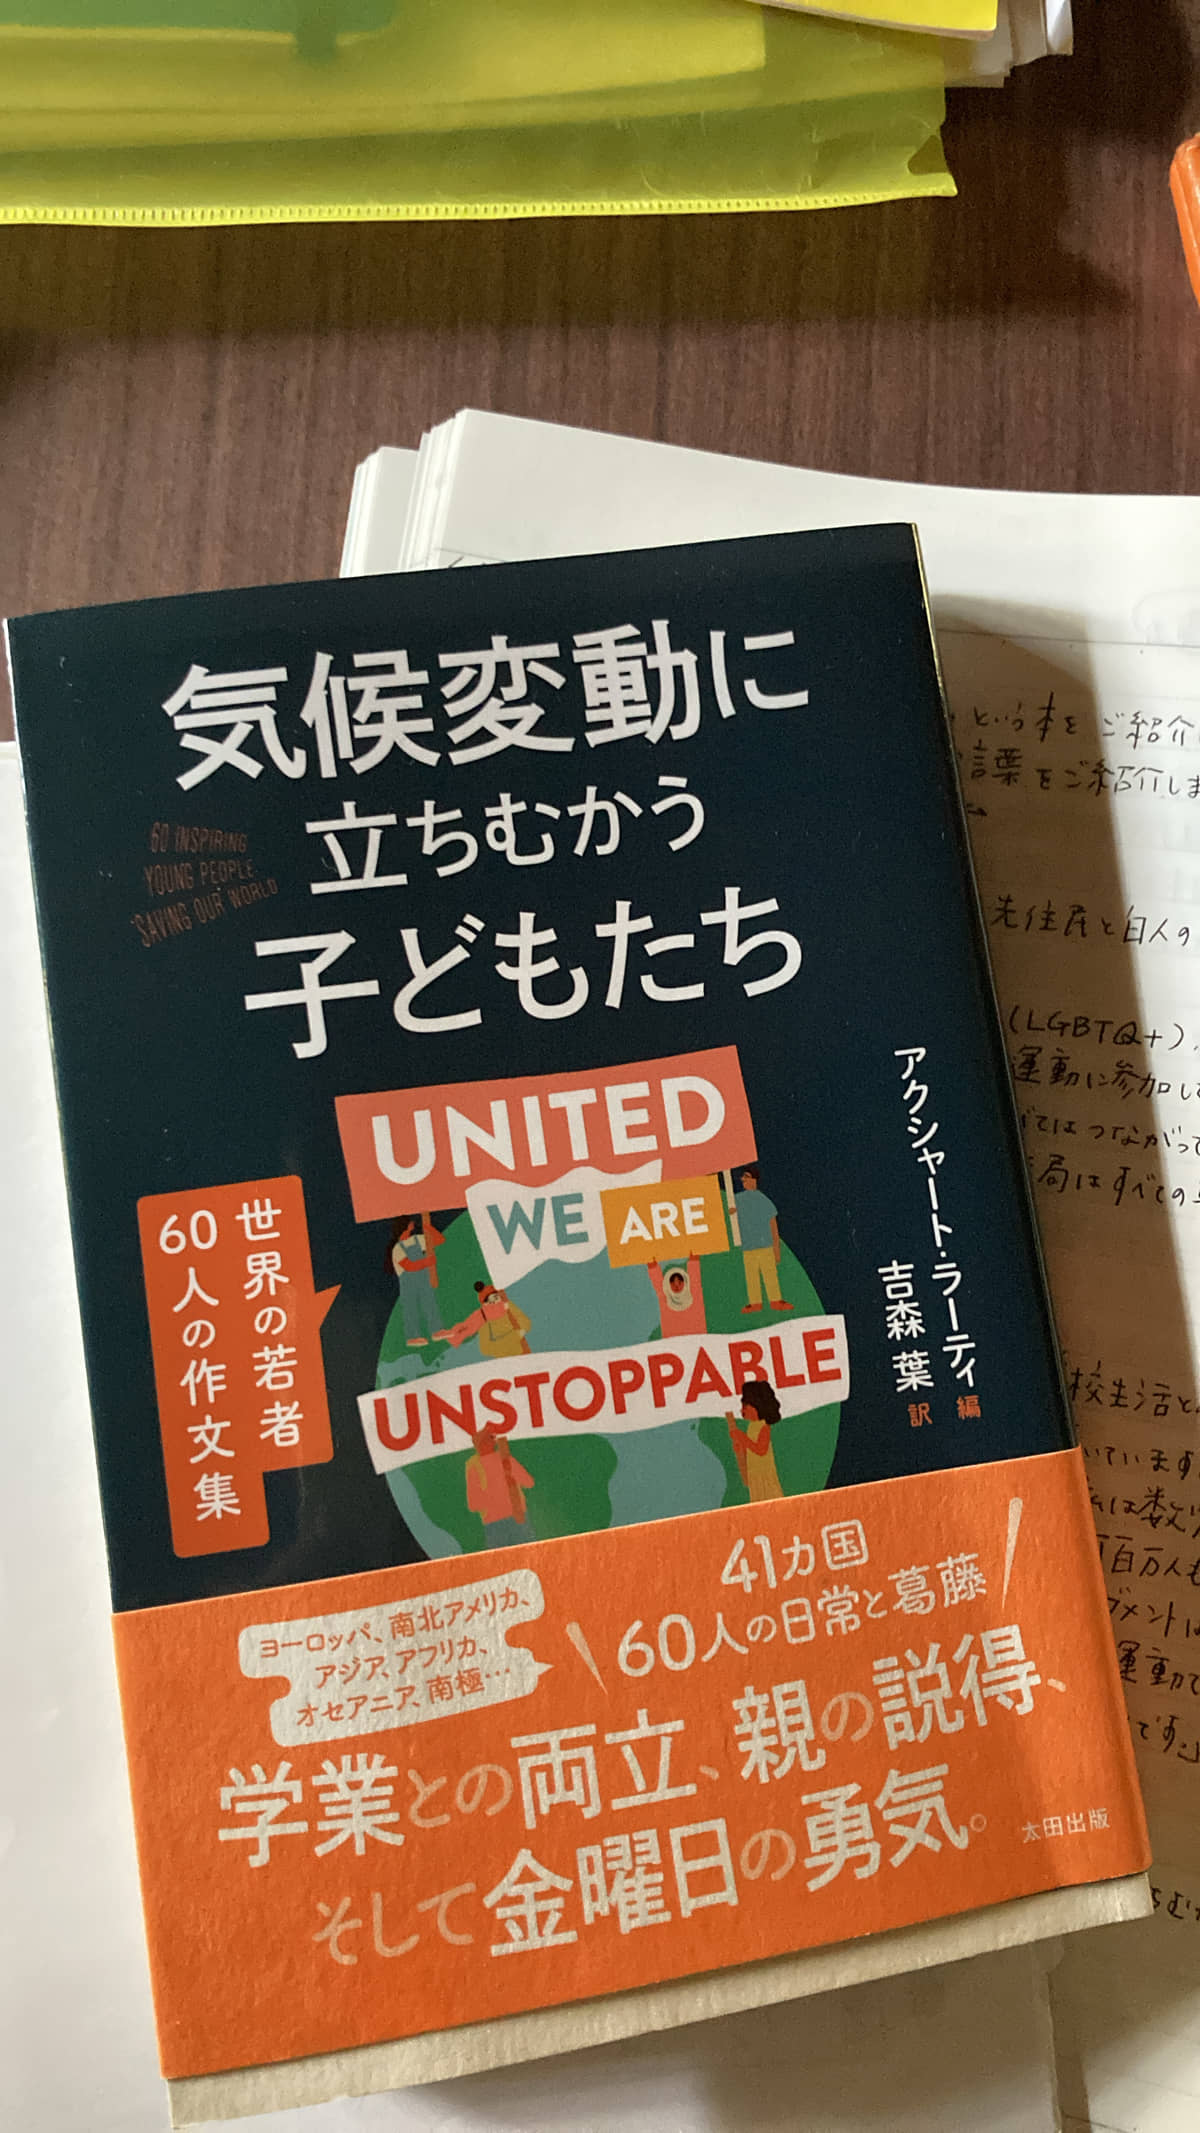 気候変動に
立ちむかう
子どもたち
60 INSPIRING
YOUNG PEOPLE
SAVING OUR WORLD
UNITED
WE ARE
UNSTOPPABLE
世界の若者
60人の作文集
アクシャート・ラーティ 編
吉森 葉 訳
ヨーロッパ、南北アメリカ、
アジア、アフリカ、
オセアニア、南極…
41カ国
60人の日常と葛藤
学業との両立、親の説得、
そして金曜日の勇気。
太田出版
という本をご紹介
言葉をご紹介しま
先住民と白人の
(LGBTQ+)
運動に参加し
てはつながって
局はすべての
校生活と
いています
は数
百万人も
メント
運動で
です。」